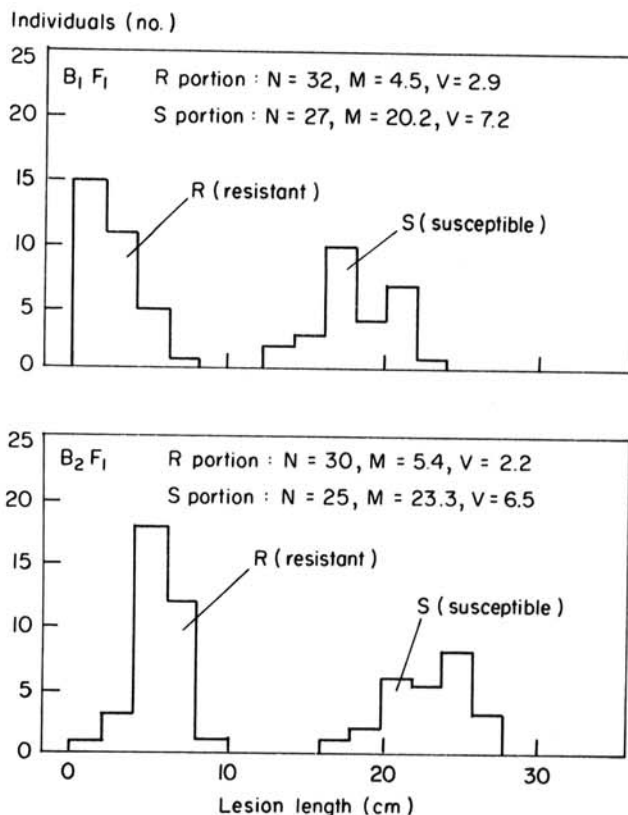 Individuals (no.)
25
20
15
10
5
0
B₁ F₁
R portion : N = 32, M = 4.5, V = 2.9
S portion : N = 27, M = 20.2, V = 7.2
R (resistant)
S (susceptible)
25
20
15
10
5
0
B₂ F₁
R portion : N = 30, M = 5.4, V = 2.2
S portion : N = 25, M = 23.3, V = 6.5
R (resistant)
S (susceptible)
0 10 20 30
Lesion length (cm)